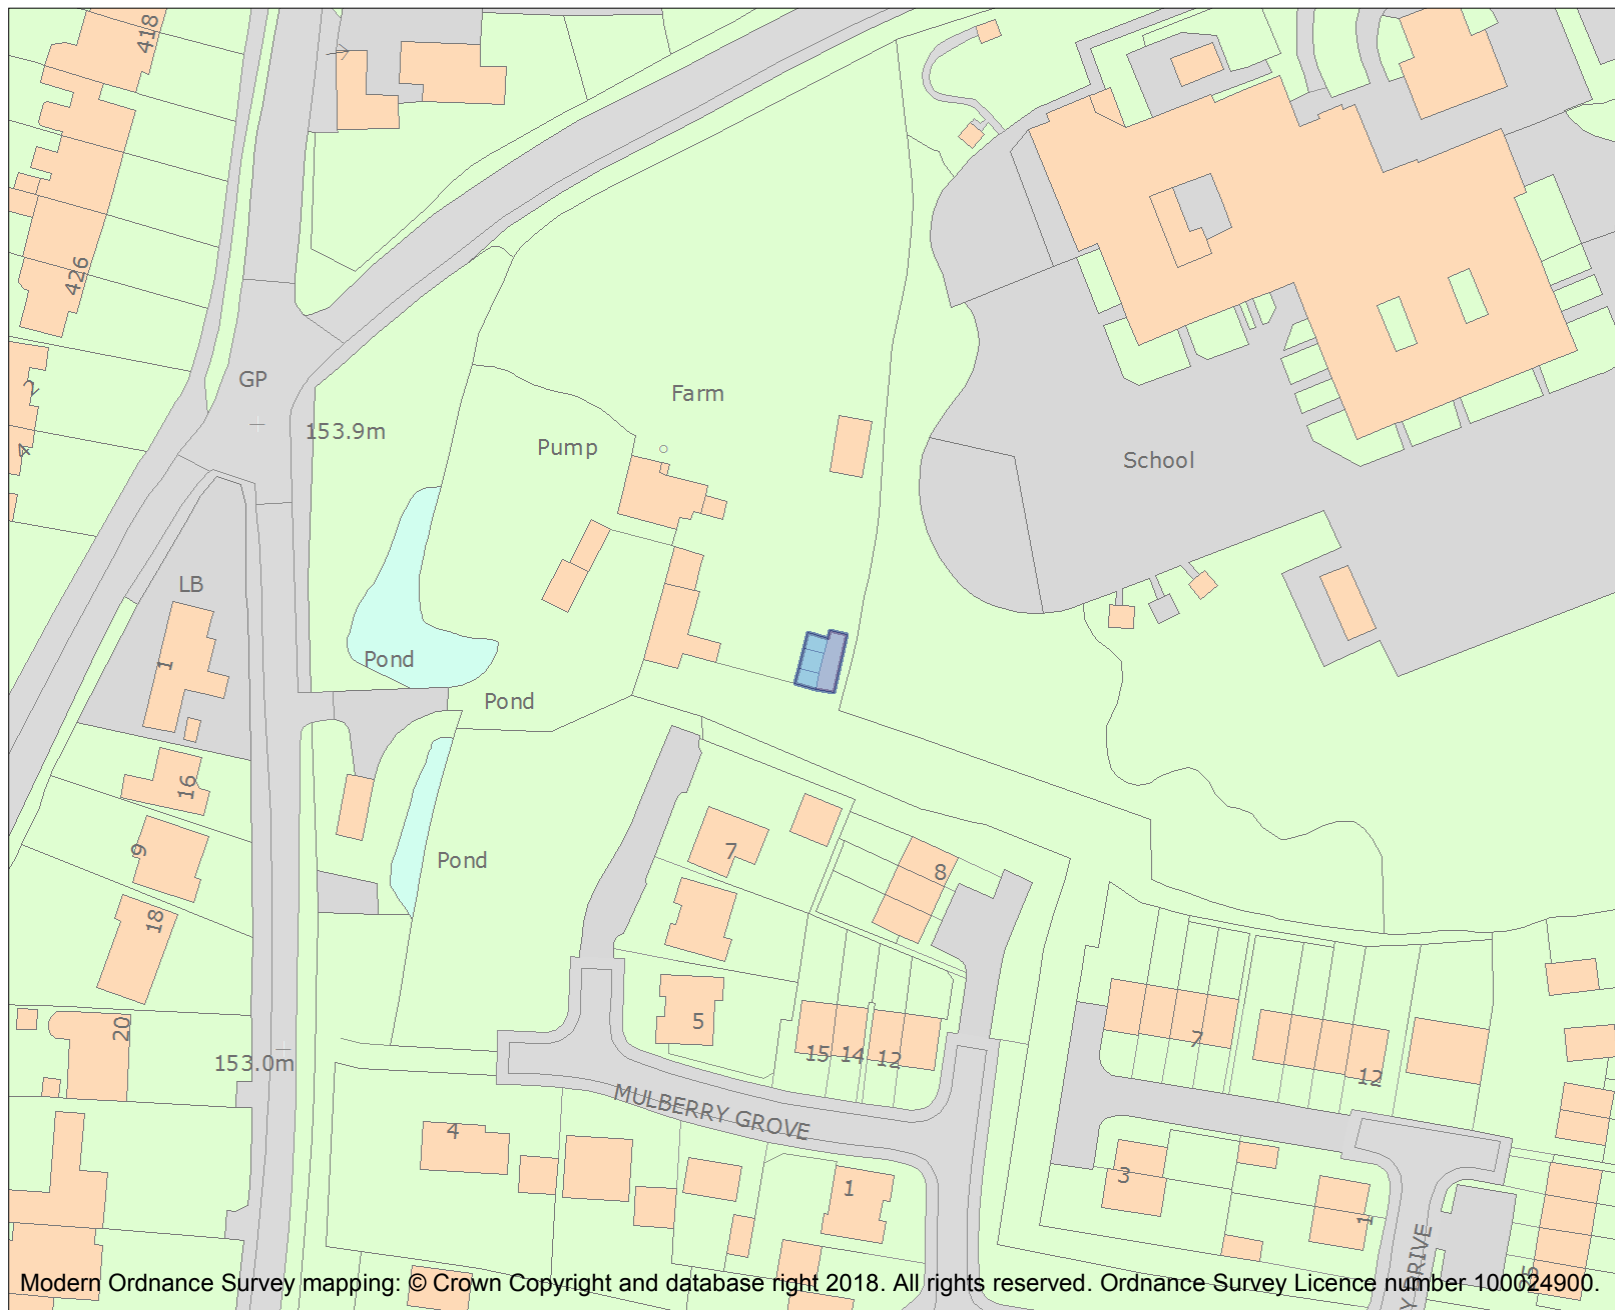 418
426
2
GP
153.9m
Farm
4
Pump
School
LB
1
Pond
Pond
16
9
7
Pond
8
18
5
20
153.0m
15 14 12
7
12
MULBERRY GROVE
4
3
1
1
Y DRIVE
Modern Ordnance Survey mapping: © Crown Copyright and database right 2018. All rights reserved. Ordnance Survey Licence number 100024900.